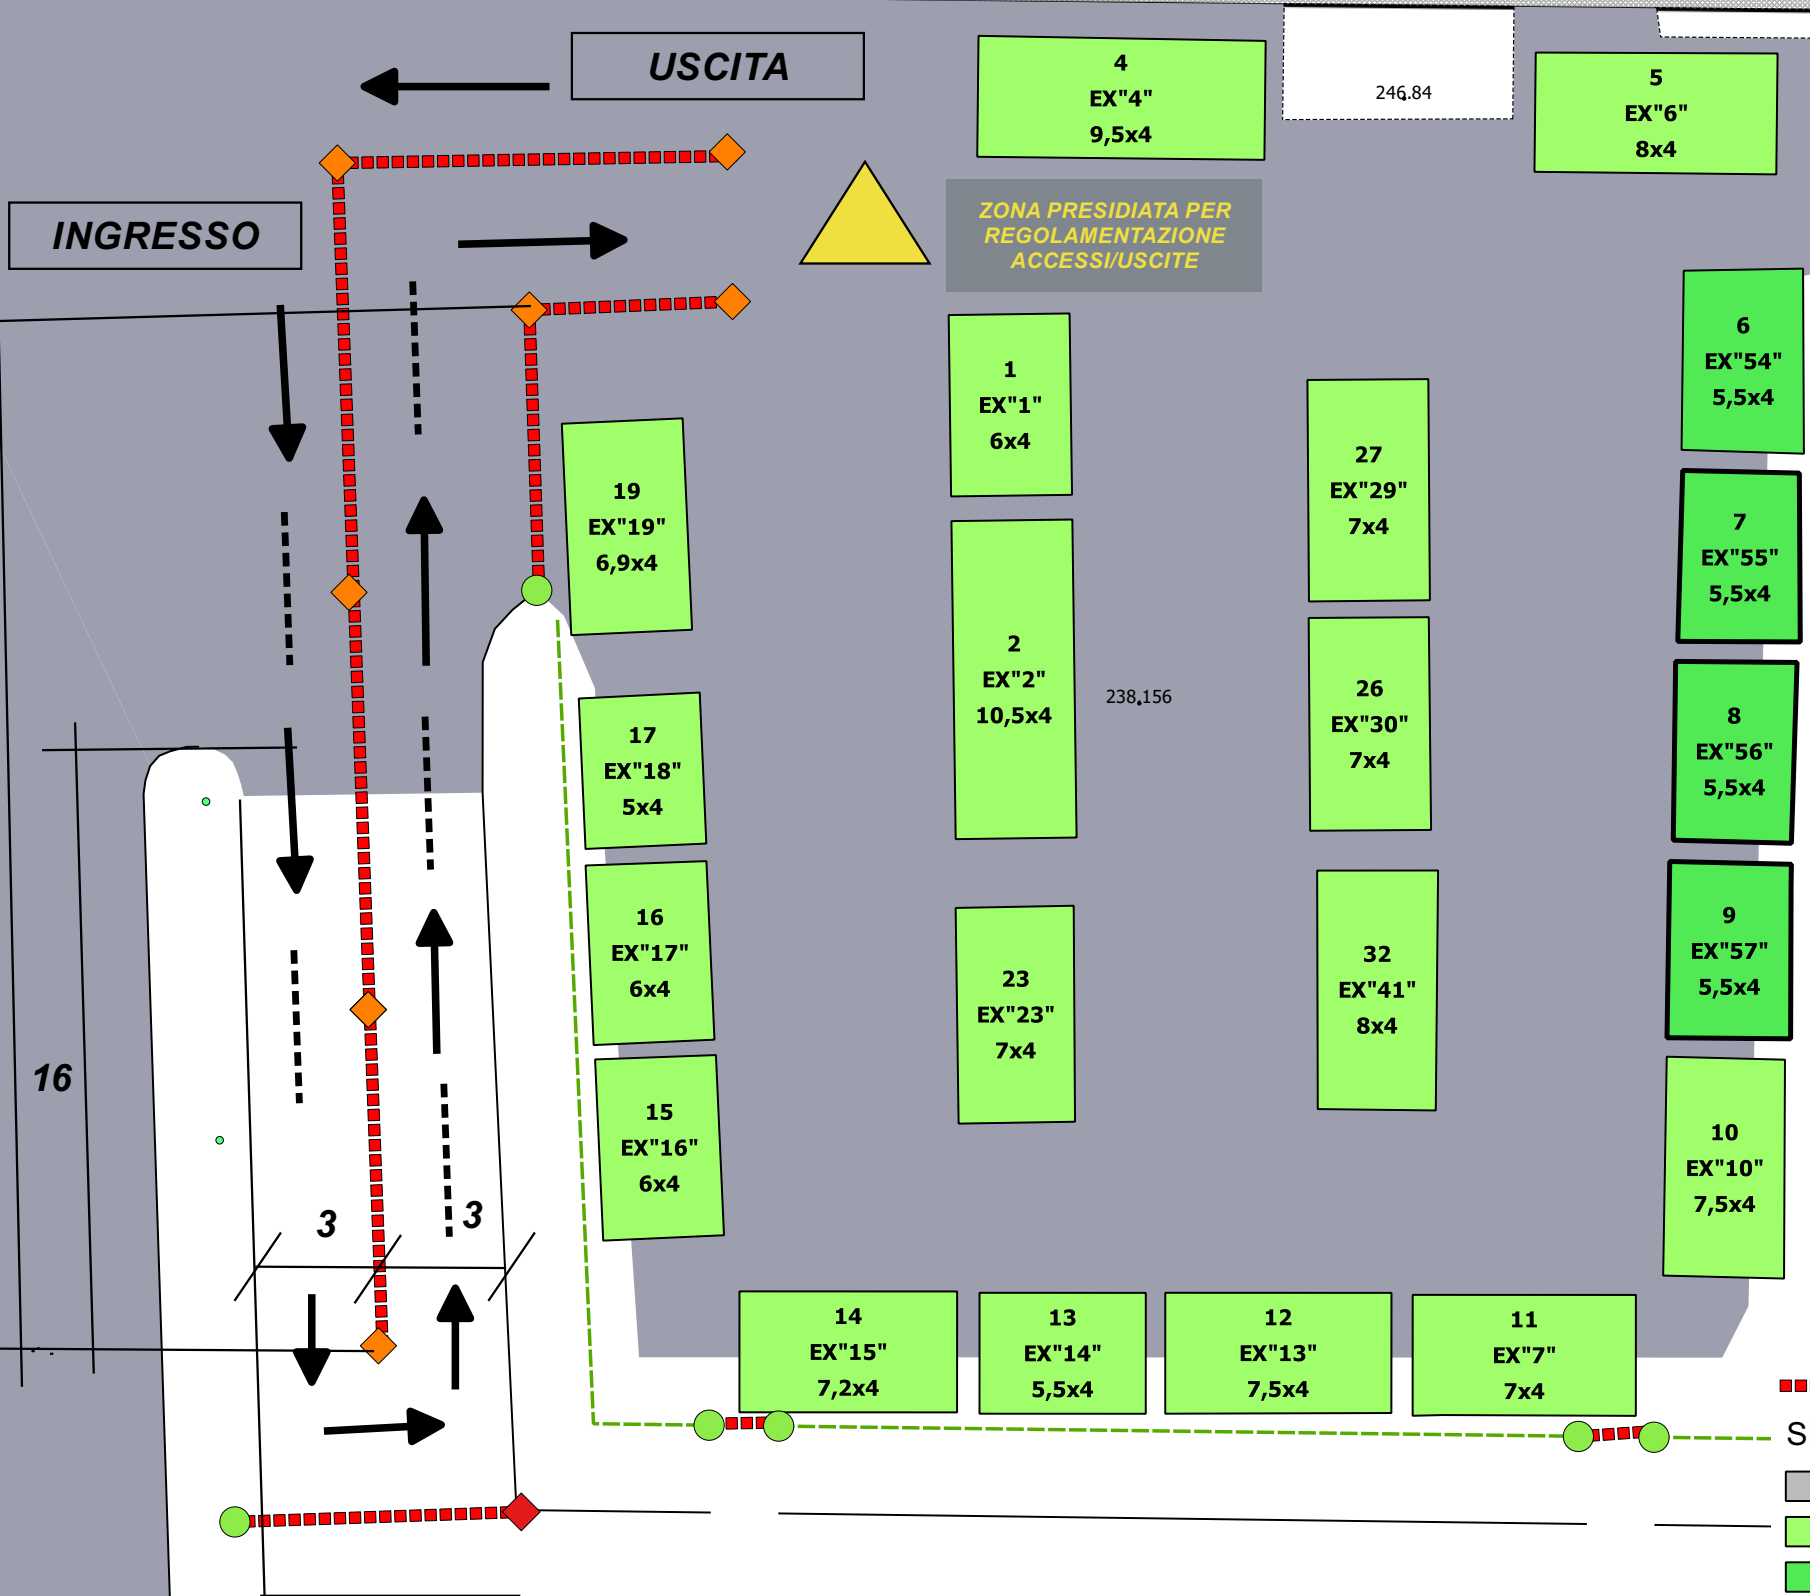 USCITA
4
EX"4"
9,5x4
246.84
5
EX"6"
8x4
INGRESSO
ZONA PRESIDIATA PER
REGOLAMENTAZIONE
ACCESSI/USCITE
6
EX"54"
5,5x4
1
EX"1"
6x4
27
EX"29"
7x4
19
EX"19"
6,9x4
7
EX"55"
5,5x4
2
EX"2"
10,5x4
238.156
26
EX"30"
7x4
17
EX"18"
5x4
8
EX"56"
5,5x4
16
EX"17"
6x4
23
EX"23"
7x4
32
EX"41"
8x4
9
EX"57"
5,5x4
16
15
EX"16"
6x4
10
EX"10"
7,5x4
3
3
14
EX"15"
7,2x4
13
EX"14"
5,5x4
12
EX"13"
7,5x4
11
EX"7"
7x4
S